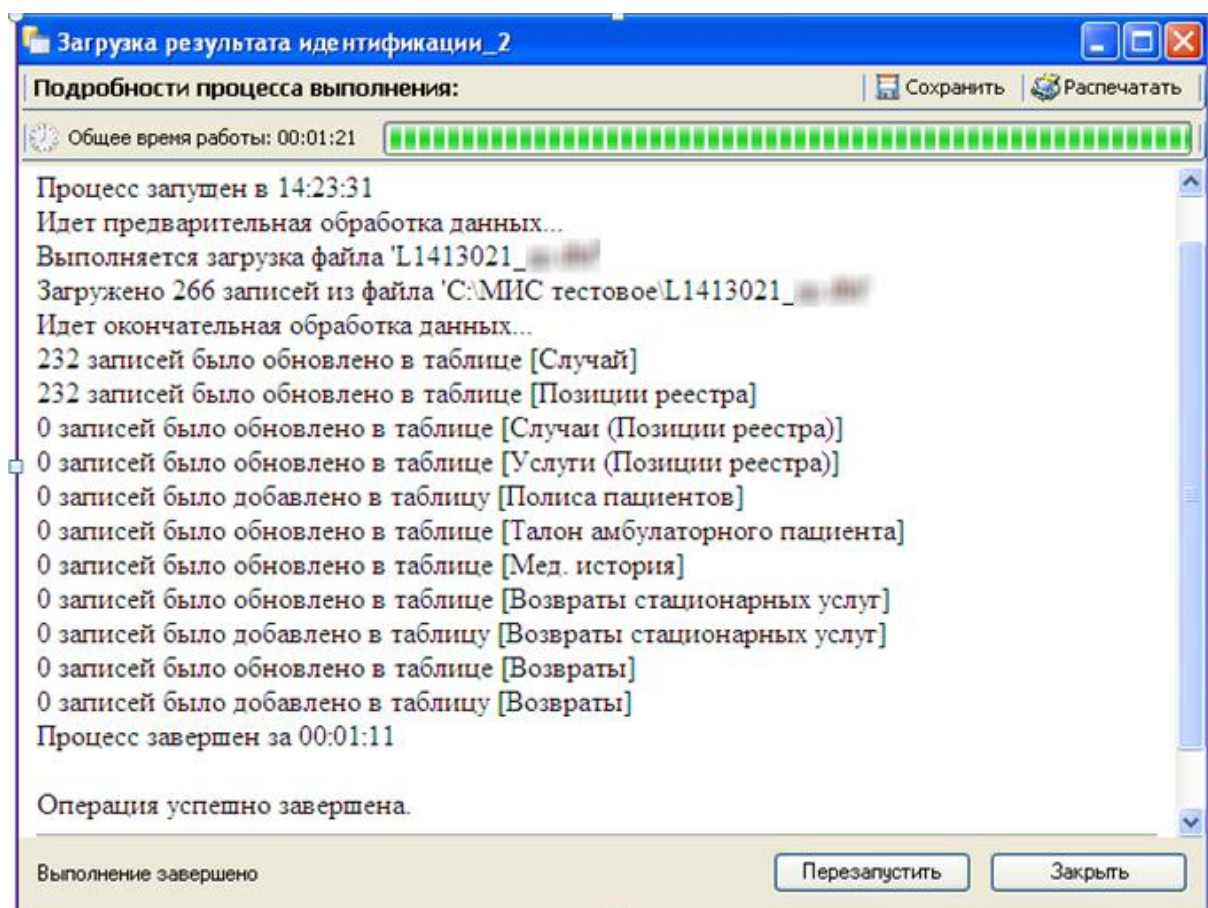 Загрузка результата идентификации_2
Подробности процесса выполнения:
Сохранить
Распечатать
Общее время работы: 00:01:21
Процесс запущен в 14:23:31
Идет предварительная обработка данных...
Выполняется загрузка файла 'L1413021_
Загружено 266 записей из файла 'C:\МИС тестовое\L1413021_
Идет окончательная обработка данных...
232 записей было обновлено в таблице [Случай]
232 записей было обновлено в таблице [Позиции реестра]
0 записей было обновлено в таблице [Случаи (Позиции реестра)]
0 записей было обновлено в таблице [Услуги (Позиции реестра)]
0 записей было добавлено в таблицу [Полиса пациентов]
0 записей было обновлено в таблице [Талон амбулаторного пациента]
0 записей было обновлено в таблице [Мед. история]
0 записей было обновлено в таблице [Возвраты стационарных услуг]
0 записей было добавлено в таблицу [Возвраты стационарных услуг]
0 записей было обновлено в таблице [Возвраты]
0 записей было добавлено в таблицу [Возвраты]
Процесс завершен за 00:01:11
Операция успешно завершена.
Выполнение завершено
Перезапустить
Закрыть